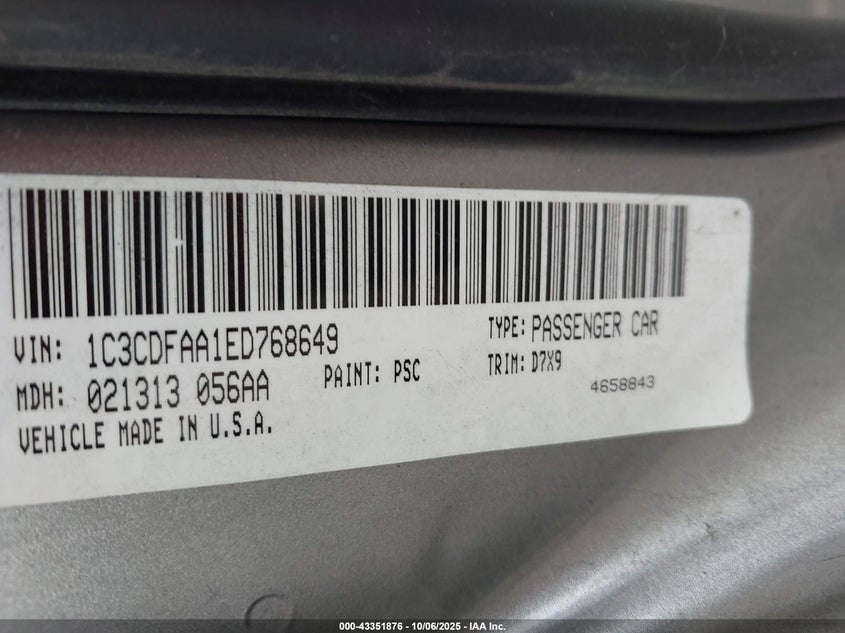 VIN: 1C3CDFAA1ED768649 TYPE: PASSENGER CAR
MDH: 021313 056AA PAINT: PSC TRIM: D7X9
VEHICLE MADE IN U.S.A. 4658843
000-43351876 - 10/06/2025 - IAA Inc.